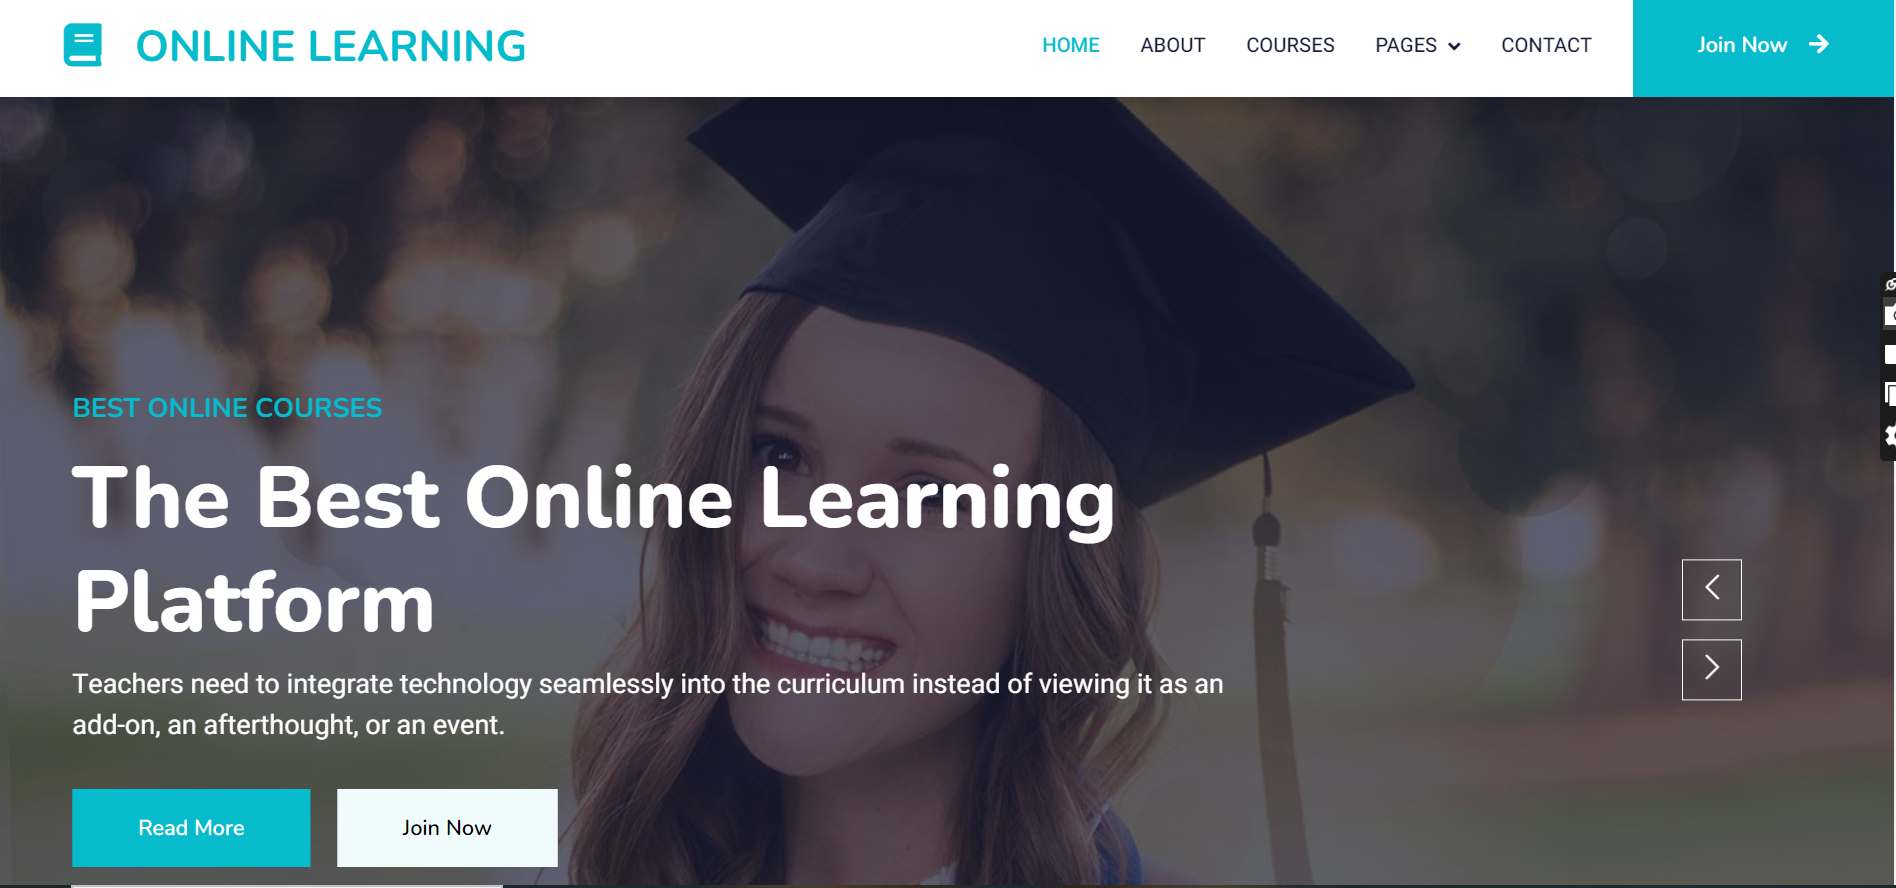 ONLINE LEARNING
HOME
ABOUT
COURSES
PAGES
CONTACT
Join Now
BEST ONLINE COURSES
The Best Online Learning
Platform
Teachers need to integrate technology seamlessly into the curriculum instead of viewing it as an
add-on, an afterthought, or an event.
Read More
Join Now